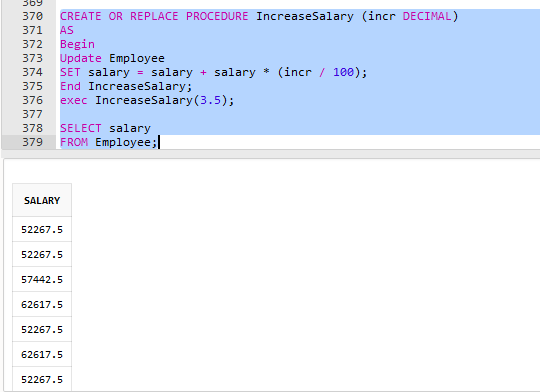 369
370 CREATE OR REPLACE PROCEDURE IncreaseSalary (incr DECIMAL)
371 AS
372 Begin
373 Update Employee
374 SET salary = salary + salary * (incr / 100);
375 End IncreaseSalary;
376 exec IncreaseSalary(3.5);
377
378 SELECT salary
379 FROM Employee;
SALARY
52267.5
52267.5
57442.5
62617.5
52267.5
62617.5
52267.5